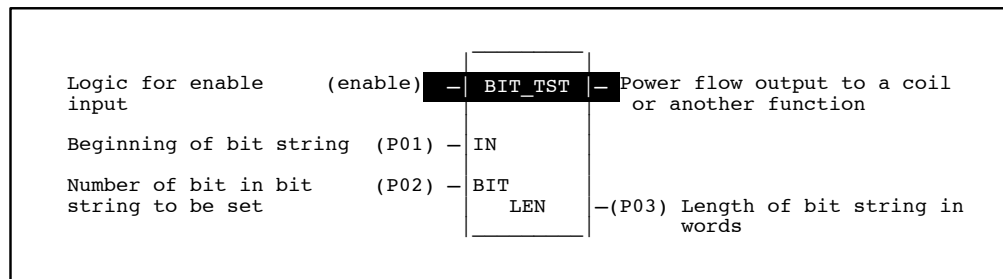 Logic for enable (enable) – BIT_TST – Power flow output to a coil
input or another function
Beginning of bit string (P01) – IN
Number of bit in bit (P02) – BIT
string to be set LEN –(P03) Length of bit string in
words